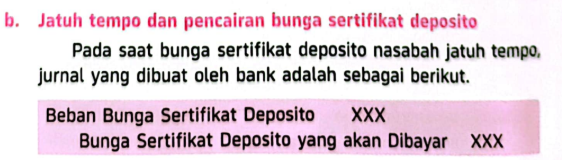 b. Jatuh tempo dan pencairan bunga sertifikat deposito
Pada saat bunga sertifikat deposito nasabah jatuh tempo,
jurnal yang dibuat oleh bank adalah sebagai berikut.
Beban Bunga Sertifikat Deposito XXX
Bunga Sertifikat Deposito yang akan Dibayar XXX